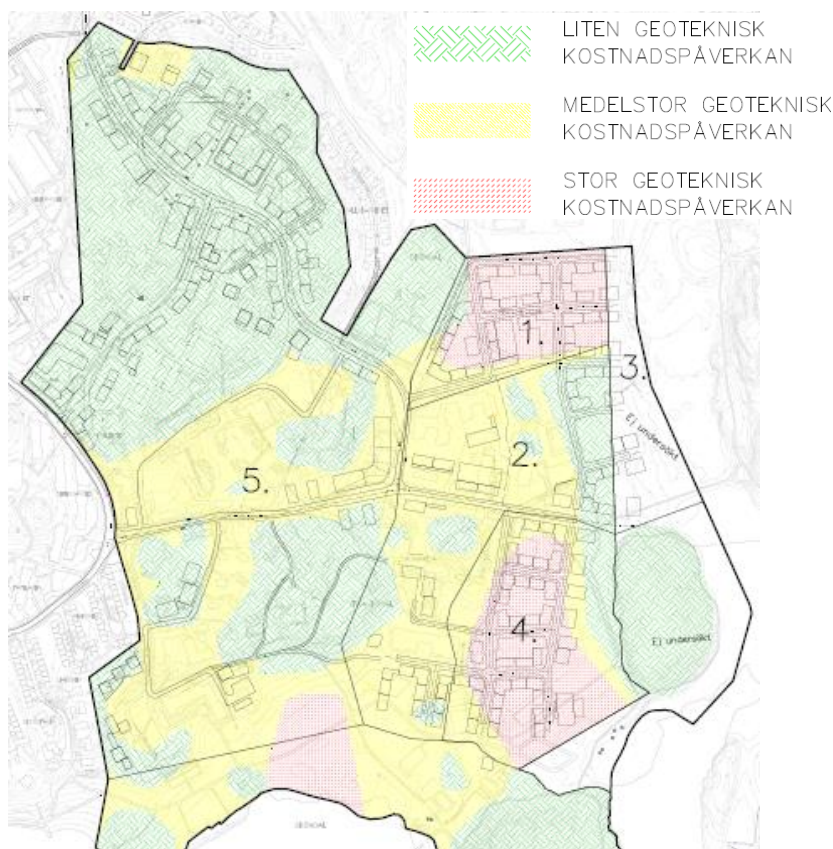 LITEN GEOTEKNISK
KOSTNADSPÅVERKAN
MEDELSTOR GEOTEKNISK
KOSTNADSPÅVERKAN
STOR GEOTEKNISK
KOSTNADSPÅVERKAN
1.
3.
Ej undersökt
2.
5.
4.
Ej undersökt